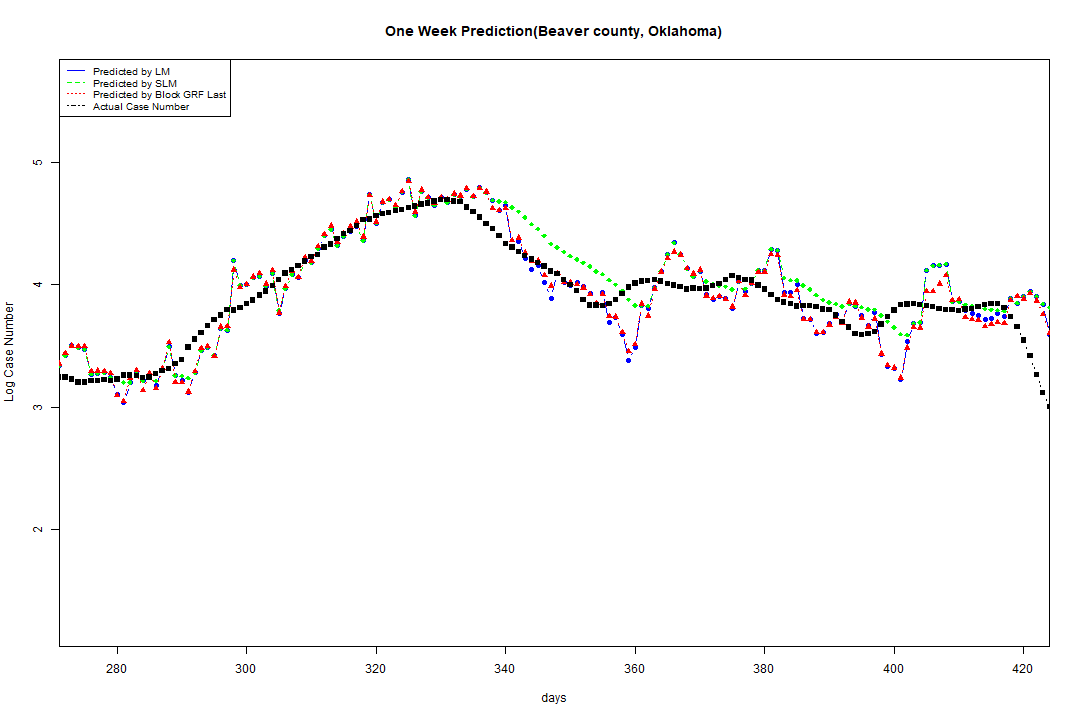 One Week Prediction(Beaver county, Oklahoma)
Predicted by LM
Predicted by SLM
Predicted by Block GRF Last
Actual Case Number
5
4
3
2
Log Case Number
280 300 320 340 360 380 400 420
days